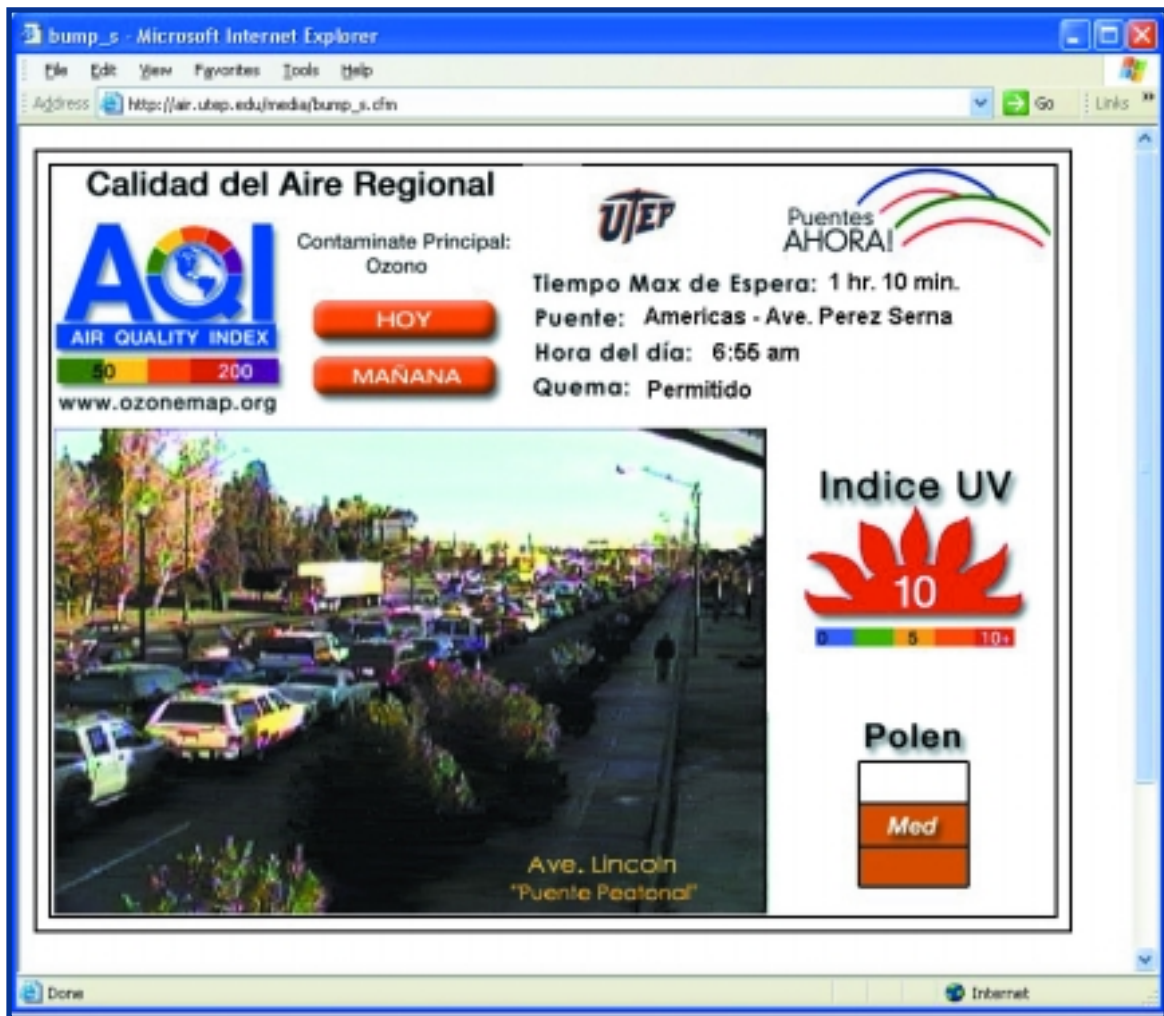 bump_s - Microsoft Internet Explorer
File Edit View Favorites Tools Help
Address http://air.utep.edu/media/bump_s.cfm Go Links »
Calidad del Aire Regional
UTEP
Puentes
AHORA!
AQI
AIR QUALITY INDEX
50 200
www.ozonemap.org
Contaminate Principal:
Ozono
HOY
MAÑANA
Tiempo Max de Espera: 1 hr. 10 min.
Puente: Americas - Ave. Perez Serna
Hora del día: 6:55 am
Quema: Permitido
Indice UV
10
0 5 10+
Polen
Med
Ave. Lincoln
"Puente Peatonal"
Done Internet